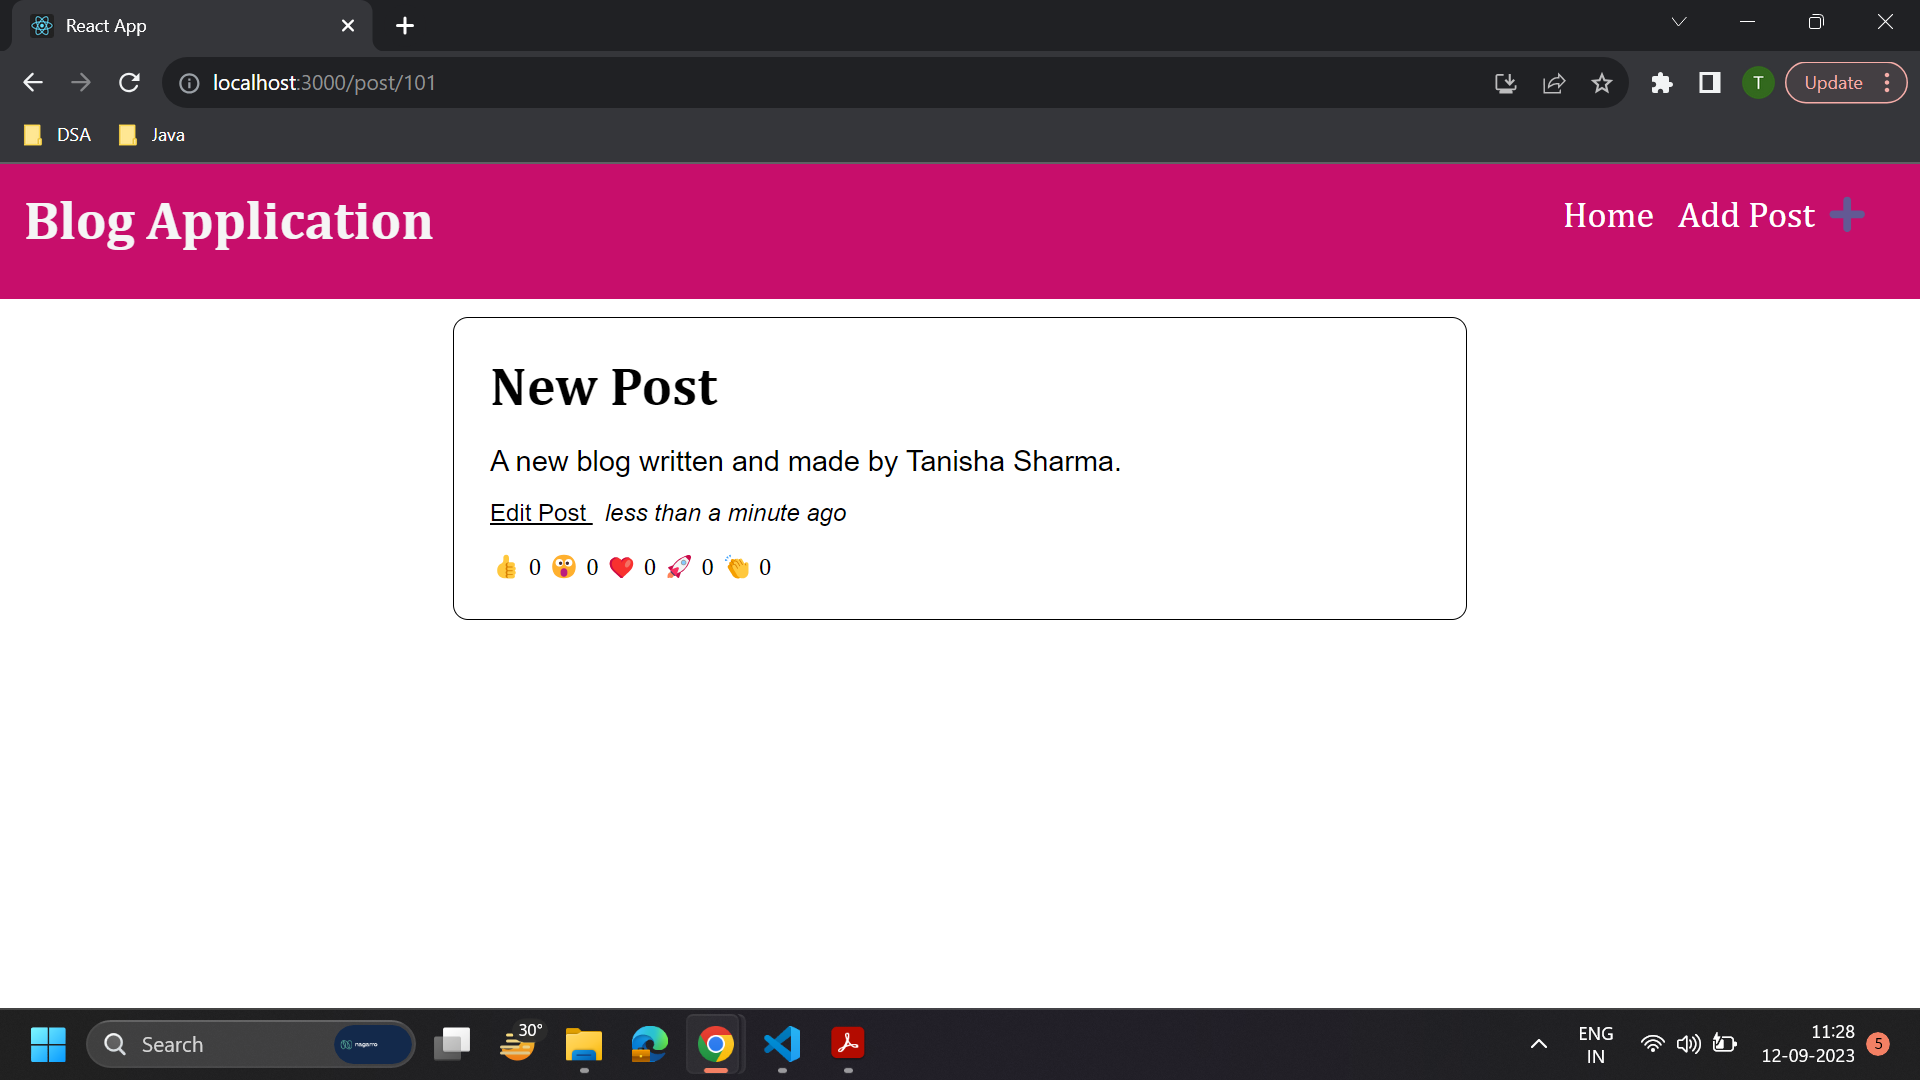 React App
localhost:3000/post/101
Update
T
DSA
Java
Blog Application
Home
Add Post
New Post
A new blog written and made by Tanisha Sharma.
Edit Post less than a minute ago
0 0 0 0 0
Search
nagarro
30°
ENG
IN
11:28
12-09-2023
5